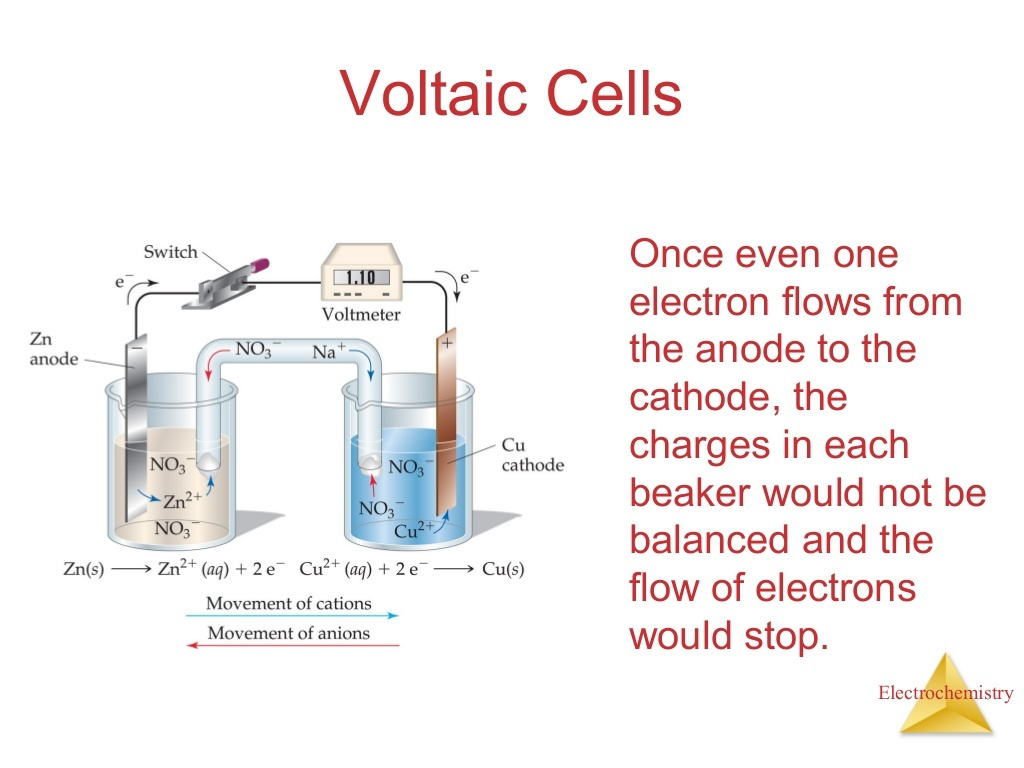 Voltaic Cells
Switch
e⁻
1.10
e⁻
Voltmeter
Zn
anode
−
+
NO₃⁻
Na⁺
Cu
cathode
NO₃⁻
Zn²⁺
NO₃⁻
NO₃⁻
NO₃⁻
Cu²⁺
Zn(s) ⟶ Zn²⁺ (aq) + 2 e⁻
Cu²⁺ (aq) + 2 e⁻ ⟶ Cu(s)
Movement of cations
Movement of anions
Once even one
electron flows from
the anode to the
cathode, the
charges in each
beaker would not be
balanced and the
flow of electrons
would stop.
Electrochemistry